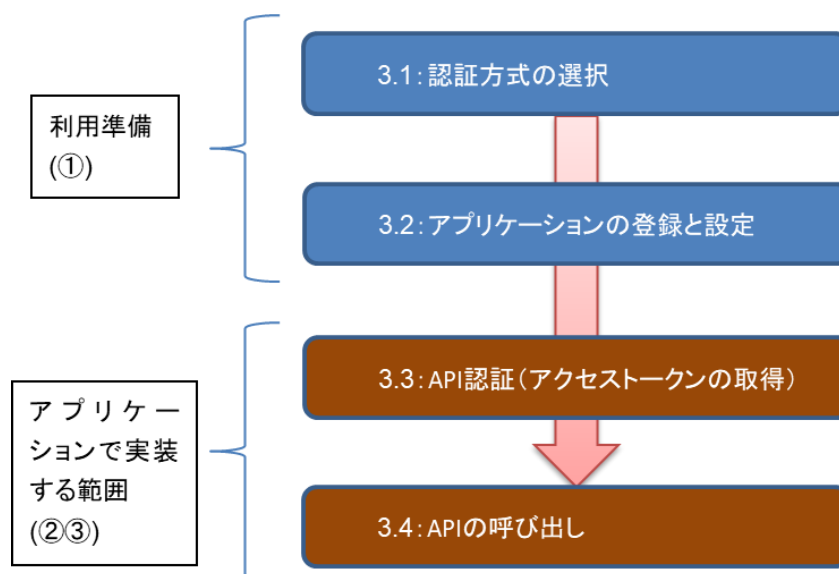 3.1：認証方式の選択
利用準備
(①)
3.2：アプリケーションの登録と設定
3.3：API認証（アクセストークンの取得）
アプリケー
ションで実装
する範囲
(②③)
3.4：APIの呼び出し